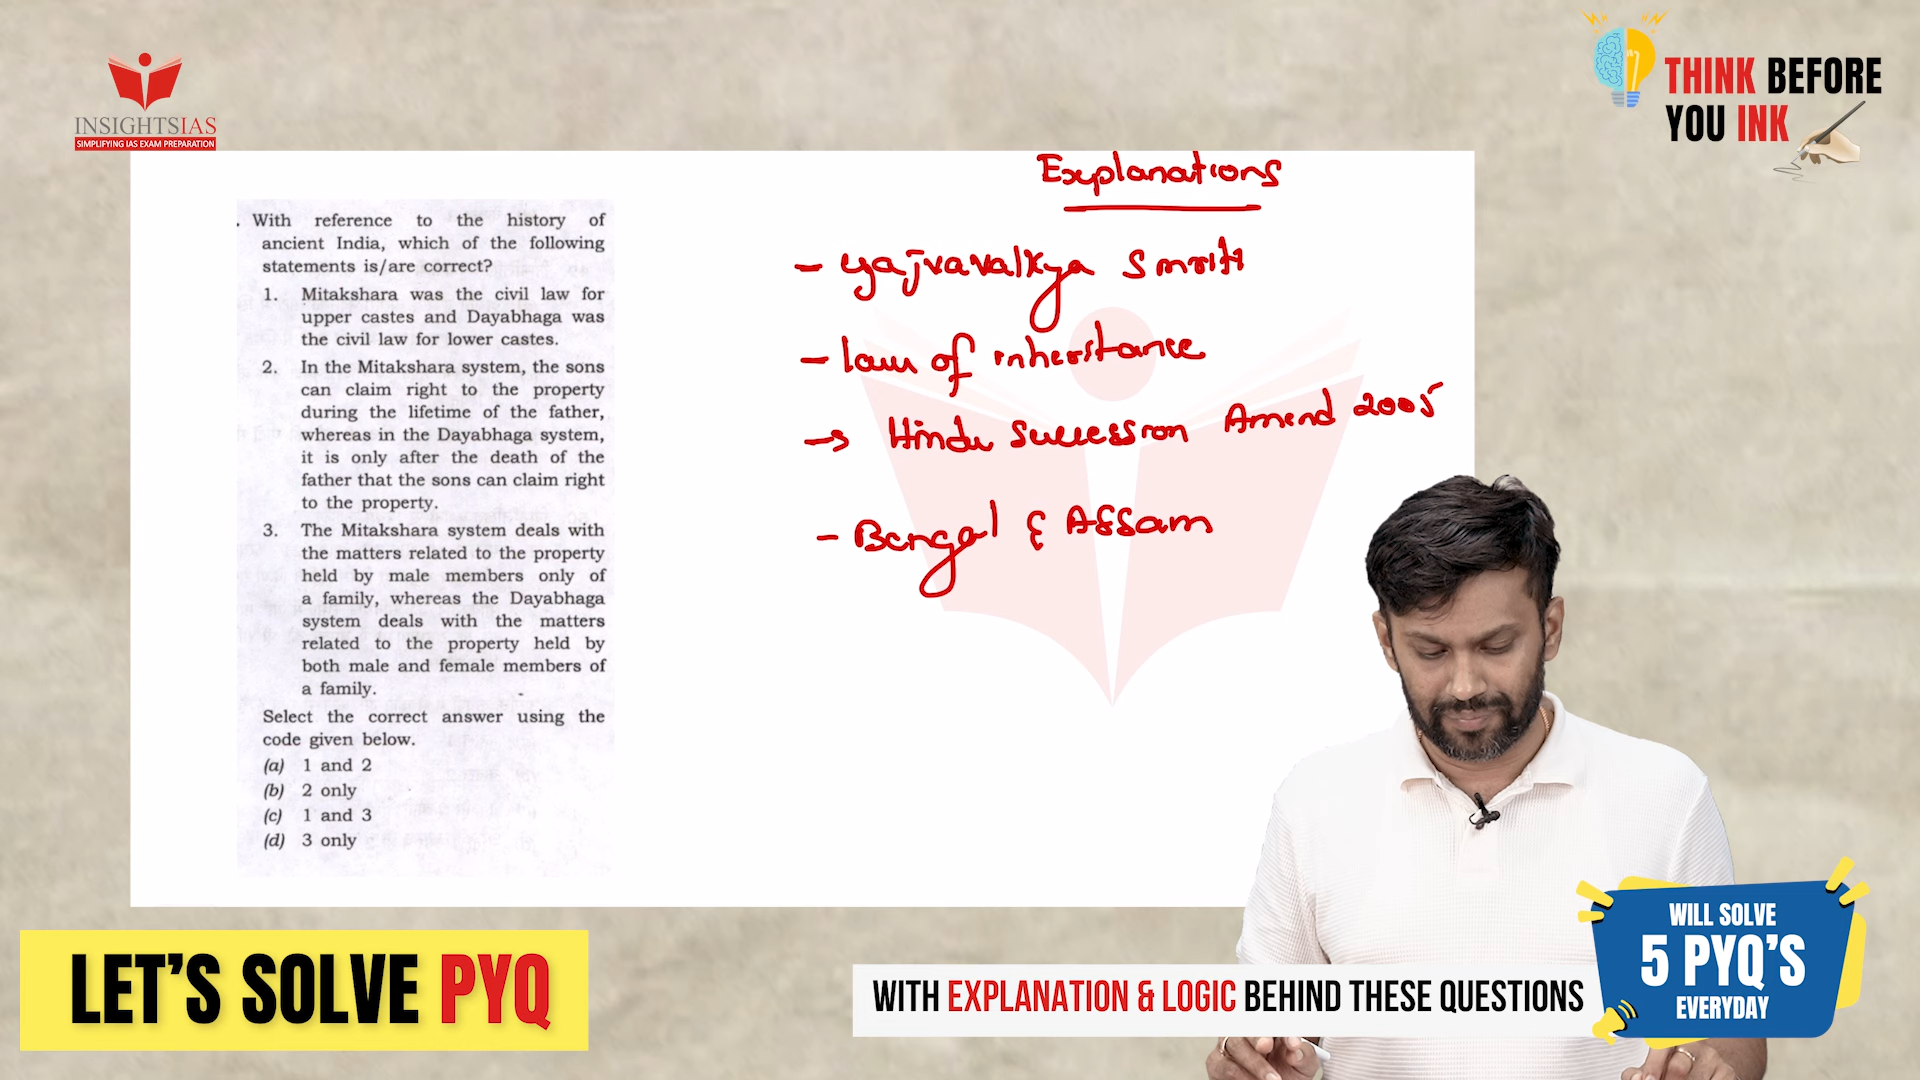 INSIGHTSIAS
SIMPLIFYING IAS EXAM PREPARATION
THINK BEFORE
YOU INK
With reference to the history of
ancient India, which of the following
statements is/are correct?
1. Mitakshara was the civil law for
upper castes and Dayabhaga was
the civil law for lower castes.
2. In the Mitakshara system, the sons
can claim right to the property
during the lifetime of the father,
whereas in the Dayabhaga system,
it is only after the death of the
father that the sons can claim right
to the property.
3. The Mitakshara system deals with
the matters related to the property
held by male members only of
a family, whereas the Dayabhaga
system deals with the matters
related to the property held by
both male and female members of
a family.
Select the correct answer using the
code given below.
(a) 1 and 2
(b) 2 only
(c) 1 and 3
(d) 3 only
Explanations
- yajvavalkya Smriti
- law of inheritance
→ Hindu Succession Amend 2005
- Bengal & Assam
LET'S SOLVE PYQ
WITH EXPLANATION & LOGIC BEHIND THESE QUESTIONS
WILL SOLVE
5 PYQ'S
EVERYDAY